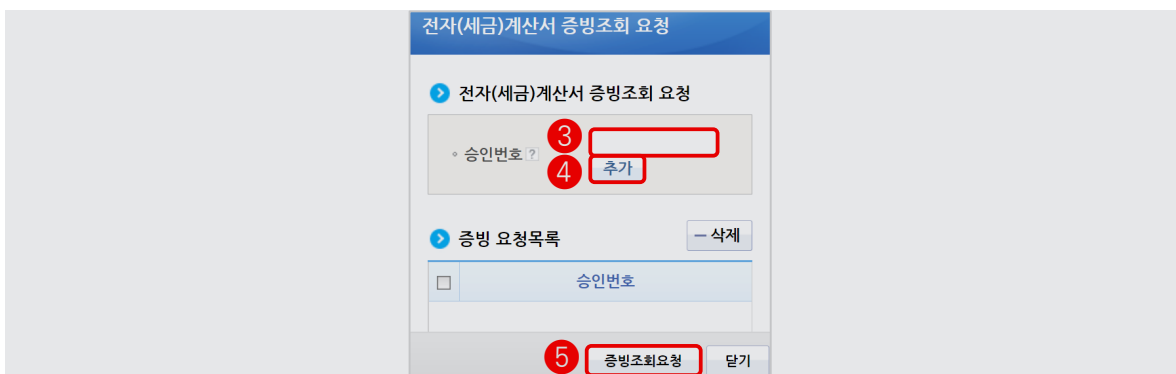 전자(세금)계산서 증빙조회 요청
전자(세금)계산서 증빙조회 요청
3
승인번호 ?
4 추가
증빙 요청목록
- 삭제
승인번호
5 증빙조회요청 닫기